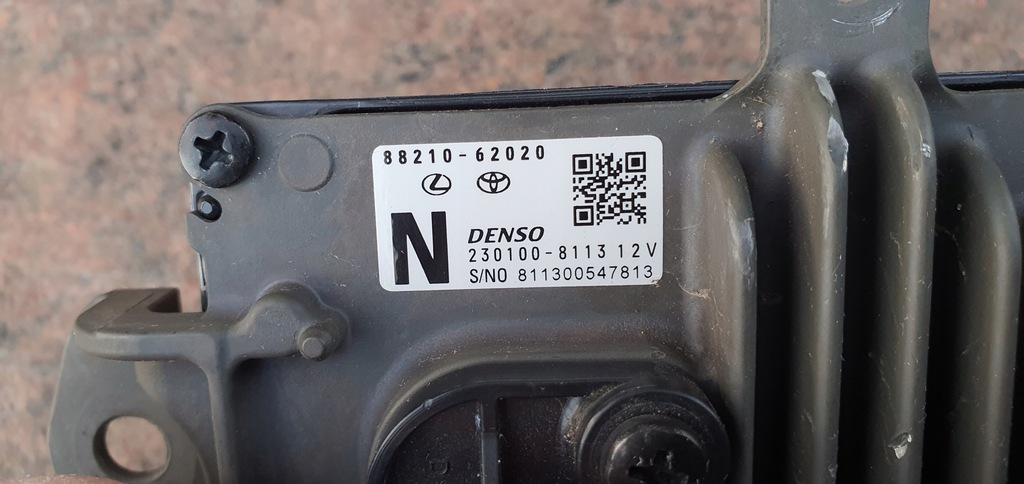 88210-62020
N
DENSO
230100-8113 12V
S/NO 811300547813